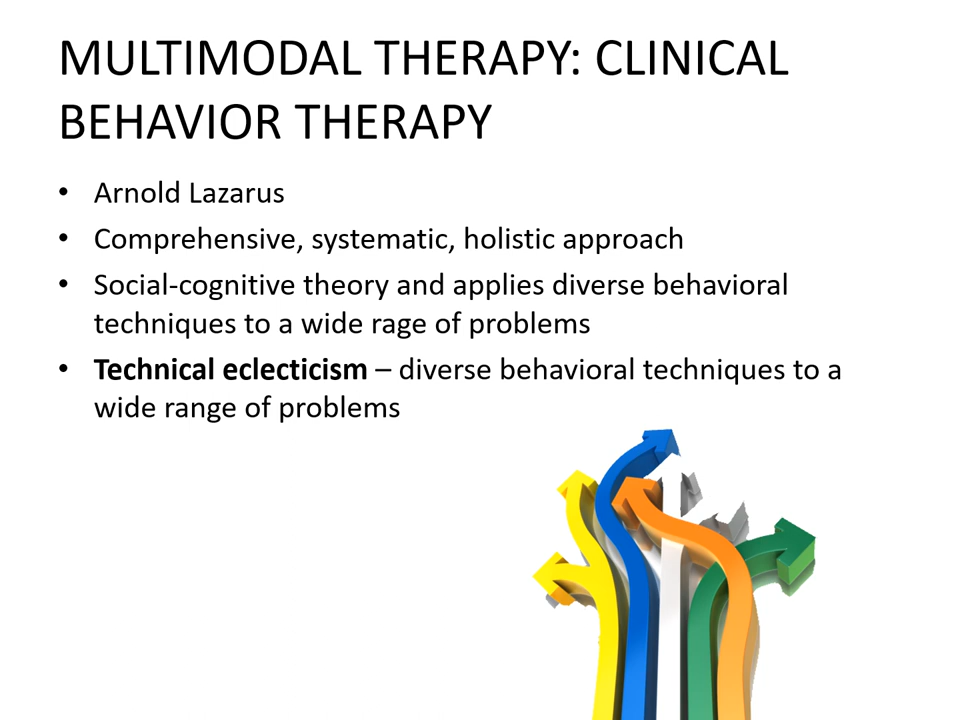 MULTIMODAL THERAPY: CLINICAL
BEHAVIOR THERAPY
• Arnold Lazarus
• Comprehensive, systematic, holistic approach
• Social-cognitive theory and applies diverse behavioral
techniques to a wide rage of problems
• Technical eclecticism – diverse behavioral techniques to a
wide range of problems